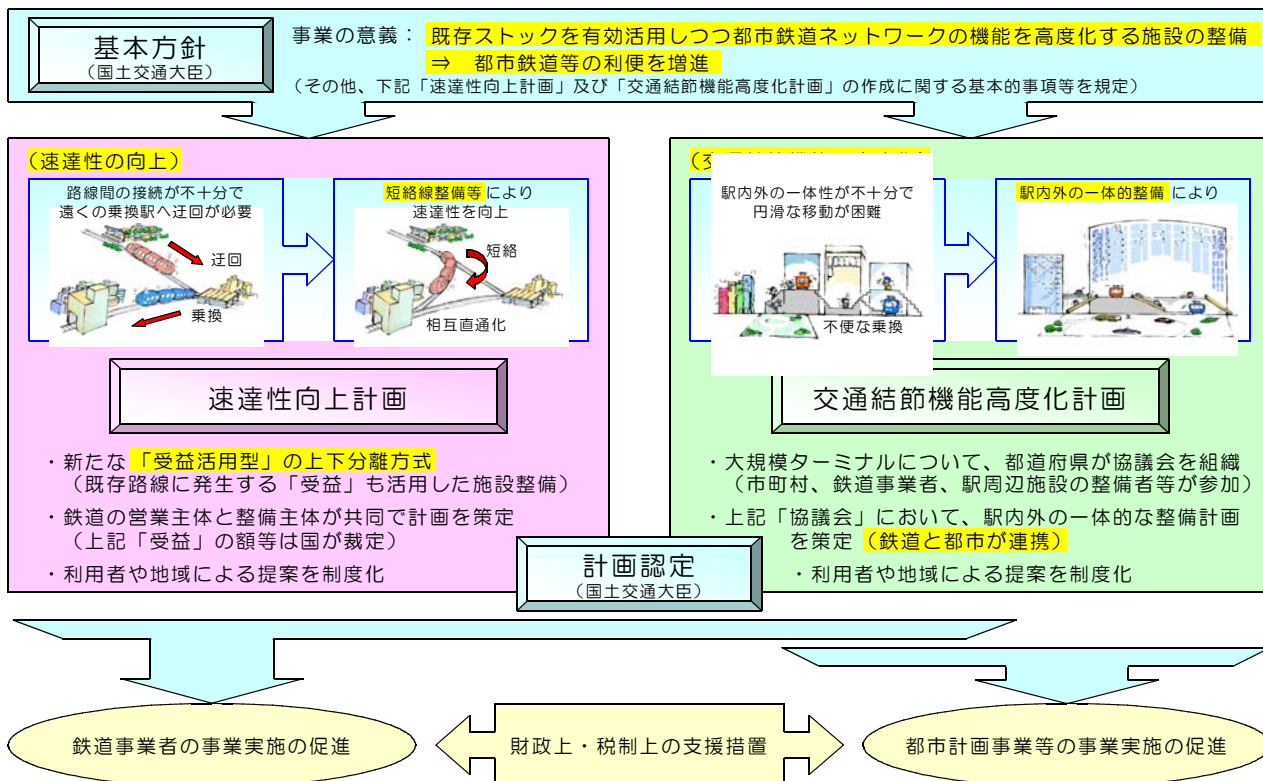 基本方針
（国土交通大臣）
事業の意義： 既存ストックを有効活用しつつ都市鉄道ネットワークの機能を高度化する施設の整備
⇒ 都市鉄道等の利便を増進
（その他、下記「速達性向上計画」及び「交通結節機能高度化計画」の作成に関する基本的事項等を規定）
（速達性の向上）
路線間の接続が不十分で
遠くの乗換駅へ迂回が必要
迂回
乗換
短絡線整備等により
速達性を向上
短絡
相互直通化
速達性向上計画
・新たな「受益活用型」の上下分離方式
（既存路線に発生する「受益」も活用した施設整備）
・鉄道の営業主体と整備主体が共同で計画を策定
（上記「受益」の額等は国が裁定）
・利用者や地域による提案を制度化
駅内外の一体性が不十分で
円滑な移動が困難
不便な乗換
駅内外の一体的整備により
交通結節機能高度化計画
・大規模ターミナルについて、都道府県が協議会を組織
（市町村、鉄道事業者、駅周辺施設の整備者等が参加）
・上記「協議会」において、駅内外の一体的な整備計画
を策定（鉄道と都市が連携）
・利用者や地域による提案を制度化
計画認定
（国土交通大臣）
鉄道事業者の事業実施の促進
財政上・税制上の支援措置
都市計画事業等の事業実施の促進